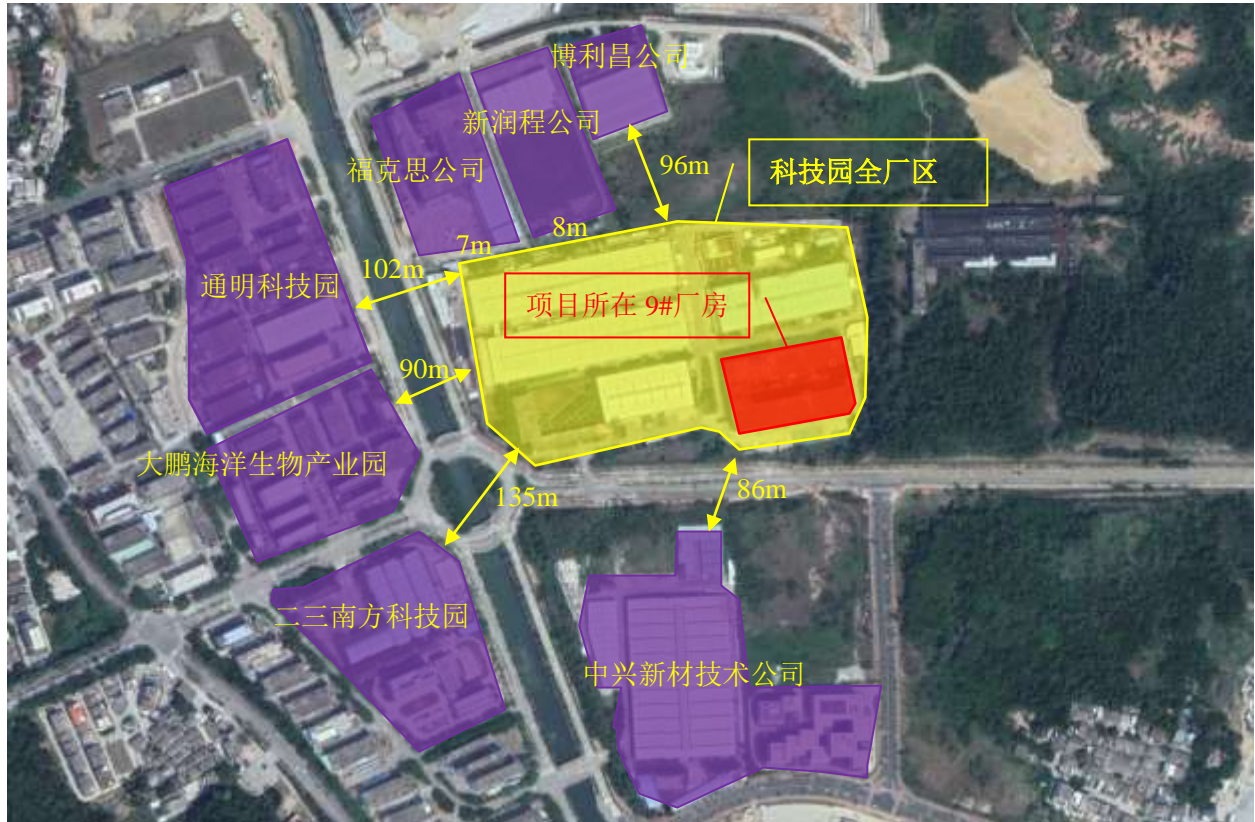 博利昌公司
新润程公司
福克思公司
96m
科技园全厂区
8m
7m
102m
通明科技园
项目所在 9#厂房
90m
大鹏海洋生物产业园
135m
86m
二三南方科技园
中兴新材技术公司